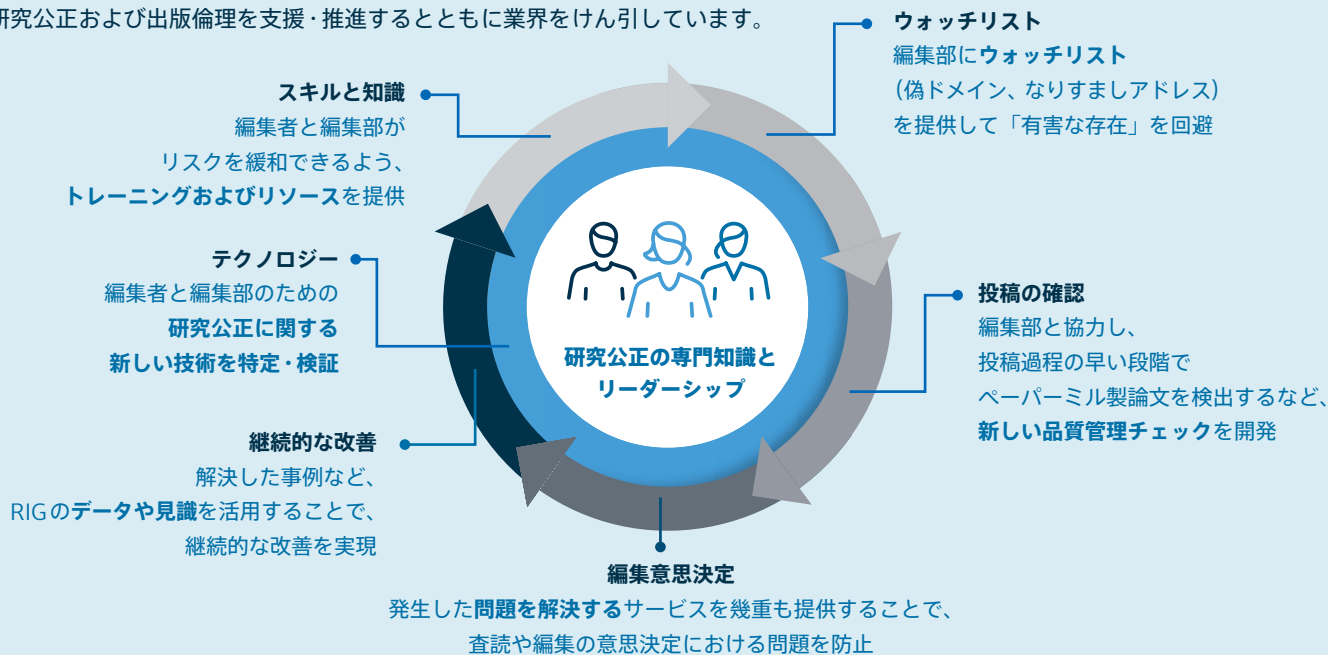 研究公正および出版倫理を支援・推進するとともに業界をけん引しています。
スキルと知識
編集者と編集部が
リスクを緩和できるよう、
トレーニングおよびリソースを提供
テクノロジー
編集者と編集部のための
研究公正に関する
新しい技術を特定・検証
継続的な改善
解決した事例など、
RIGのデータや見識を活用することで、
継続的な改善を実現
研究公正の専門知識と
リーダーシップ
ウォッチリスト
編集部にウォッチリスト
（偽ドメイン、なりすましアドレス）
を提供して「有害な存在」を回避
投稿の確認
編集部と協力し、
投稿過程の早い段階で
ペーパーミル製論文を検出するなど、
新しい品質管理チェックを開発
編集意思決定
発生した問題を解決するサービスを幾重も提供することで、
査読や編集の意思決定における問題を防止